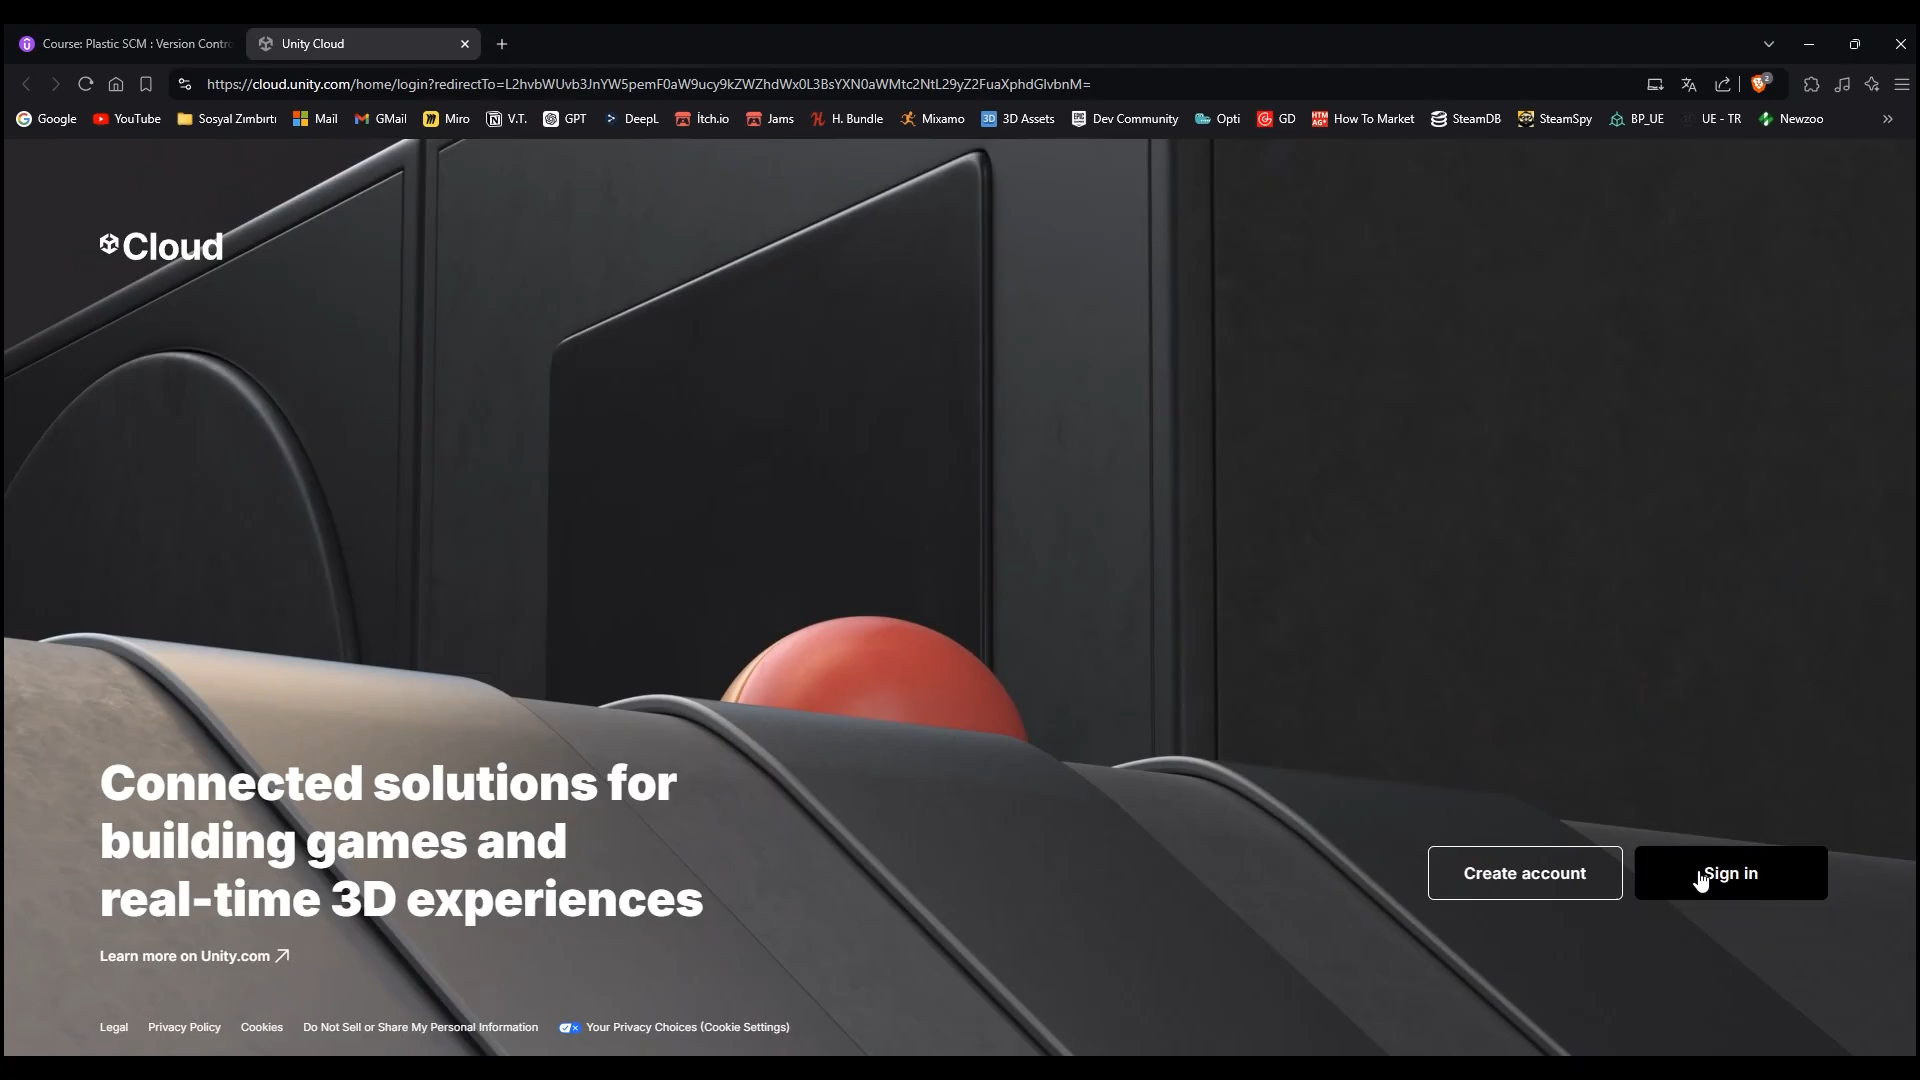 Course: Plastic SCM : Version Contro
Unity Cloud
https://cloud.unity.com/home/login?redirectTo=L2hvbWUvb3JnYW5pemF0aW9ucy9kZWZhdWx0L3BsYXN0aWMtc2NtL29yZ2FuaXphdGlvbnM=
2
Google
YouTube
Sosyal Zımbırtı
Mail
GMail
Miro
V.T.
GPT
DeepL
İtch.io
Jams
H. Bundle
Mixamo
3D Assets
Dev Community
Opti
GD
How To Market
SteamDB
SteamSpy
BP_UE
UE - TR
Newzoo
Cloud
Connected solutions for
building games and
real-time 3D experiences
Create account
Sign in
Learn more on Unity.com
Legal
Privacy Policy
Cookies
Do Not Sell or Share My Personal Information
Your Privacy Choices (Cookie Settings)